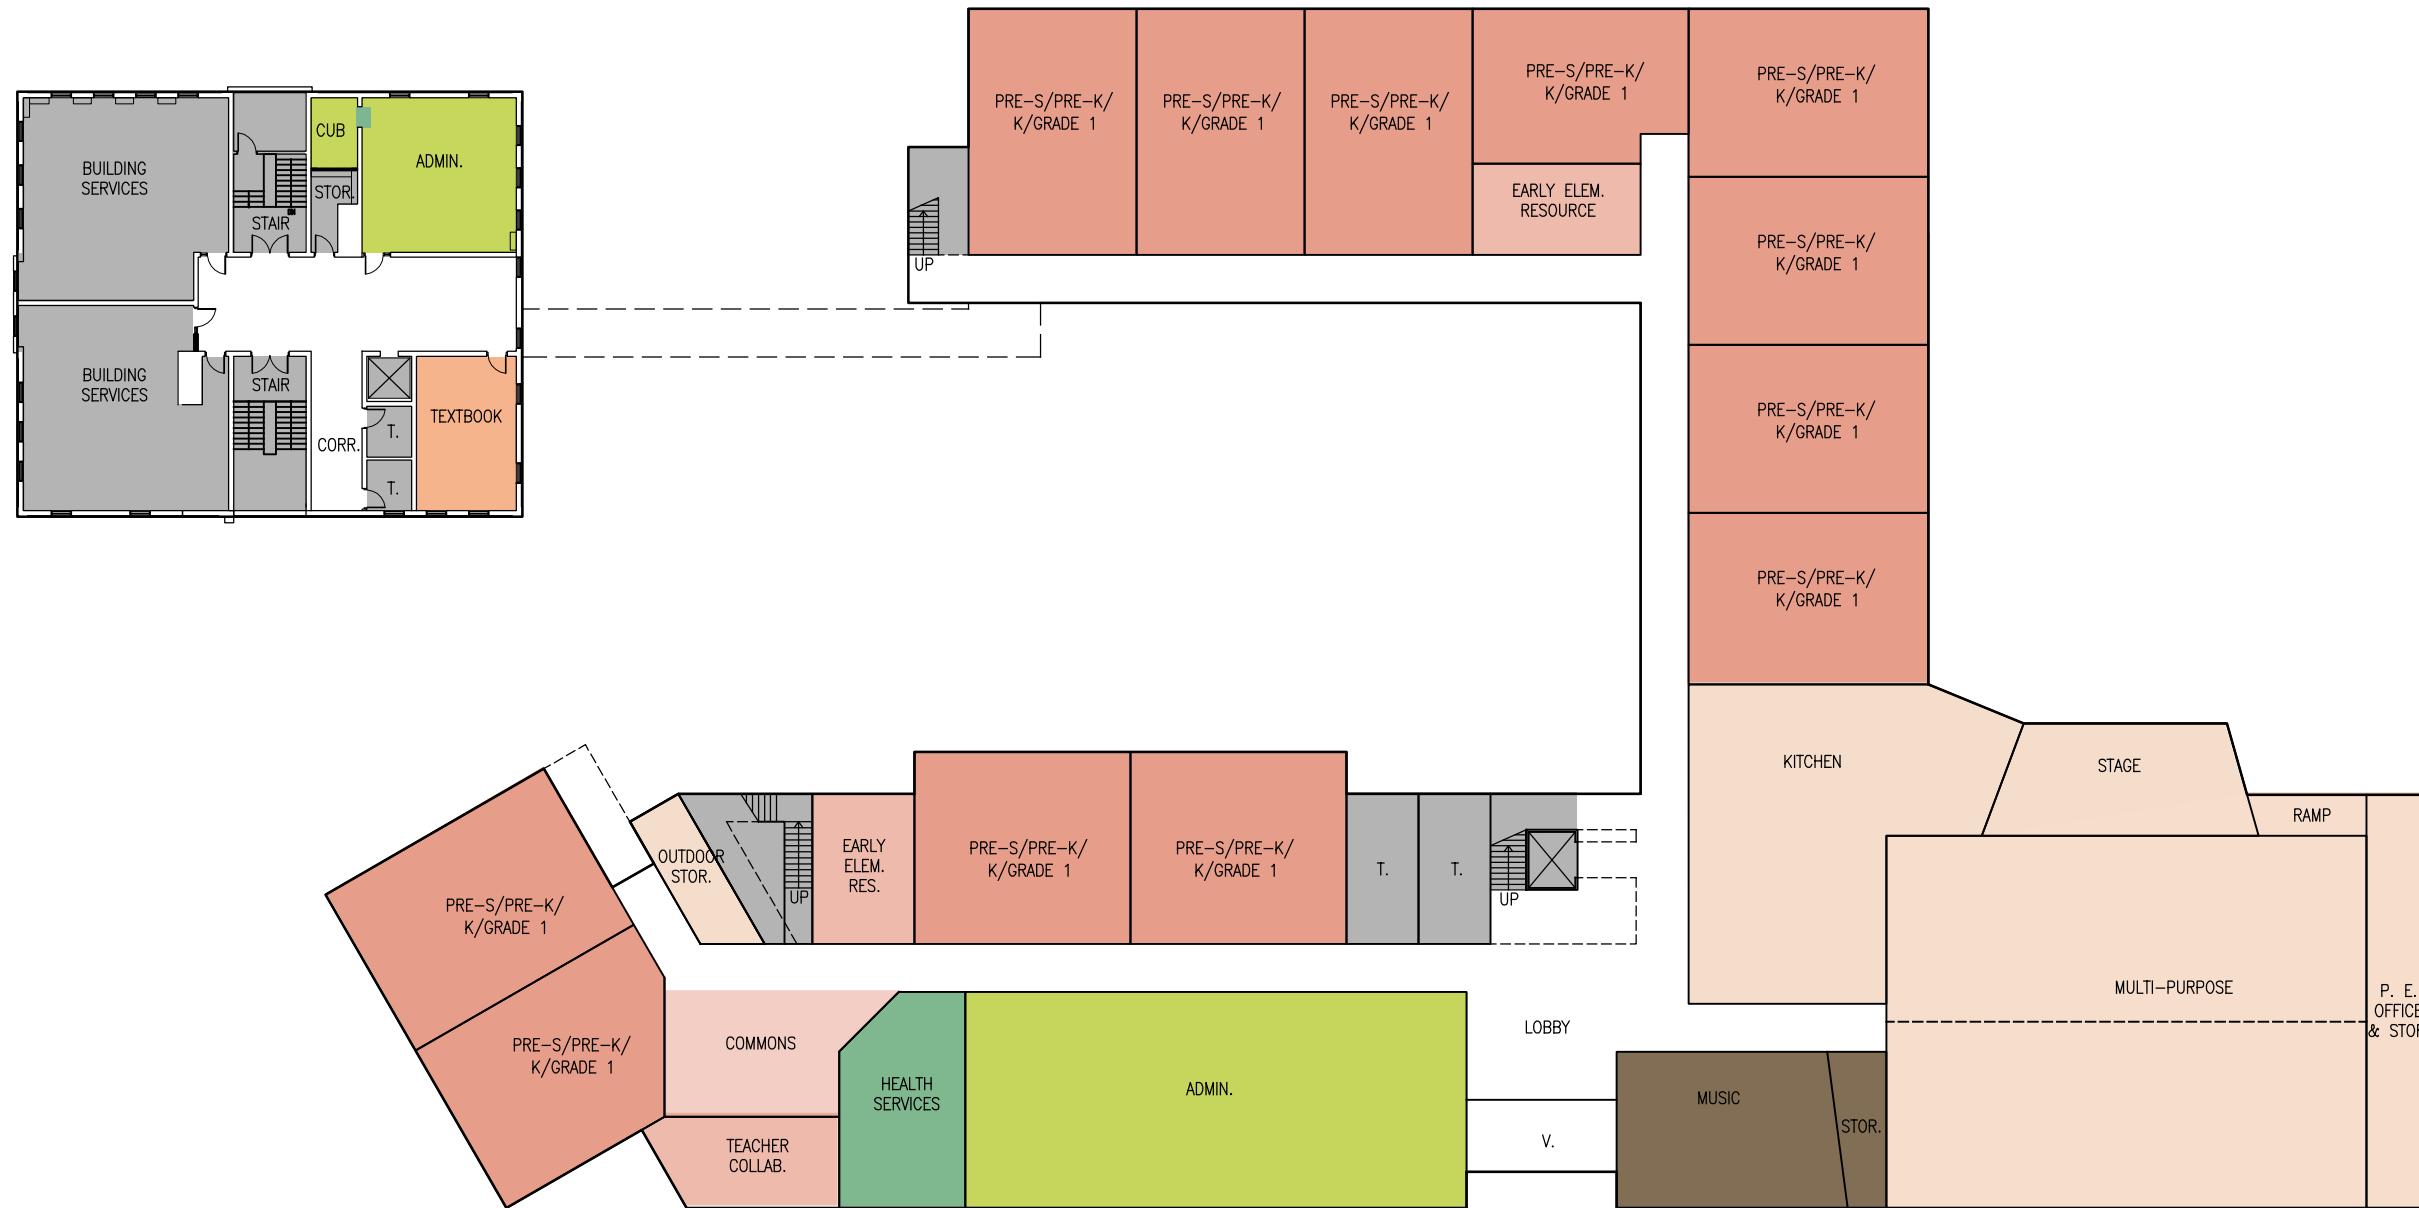 PRE-S/PRE-K/
K/GRADE 1
PRE-S/PRE-K/
K/GRADE 1
PRE-S/PRE-K/
K/GRADE 1
PRE-S/PRE-K/
K/GRADE 1
PRE-S/PRE-K/
K/GRADE 1
CUB
ADMIN.
BUILDING
SERVICES
STOR.
STAIR
EARLY ELEM.
RESOURCE
UP
PRE-S/PRE-K/
K/GRADE 1
BUILDING
SERVICES
STAIR
TEXTBOOK
T.
CORR.
T.
PRE-S/PRE-K/
K/GRADE 1
PRE-S/PRE-K/
K/GRADE 1
KITCHEN
STAGE
RAMP
OUTDOOR
STOR.
UP
EARLY
ELEM.
RES.
PRE-S/PRE-K/
K/GRADE 1
PRE-S/PRE-K/
K/GRADE 1
T.
T.
UP
PRE-S/PRE-K/
K/GRADE 1
PRE-S/PRE-K/
K/GRADE 1
COMMONS
HEALTH
SERVICES
ADMIN.
LOBBY
MULTI-PURPOSE
P. E.
OFFICE
& STOR
MUSIC
STOR.
TEACHER
COLLAB.
V.